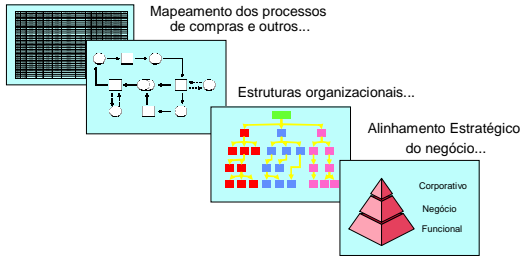 Mapeamento dos processos
de compras e outros...
Estruturas organizacionais...
Alinhamento Estratégico
do negócio...
Corporativo
Negócio
Funcional